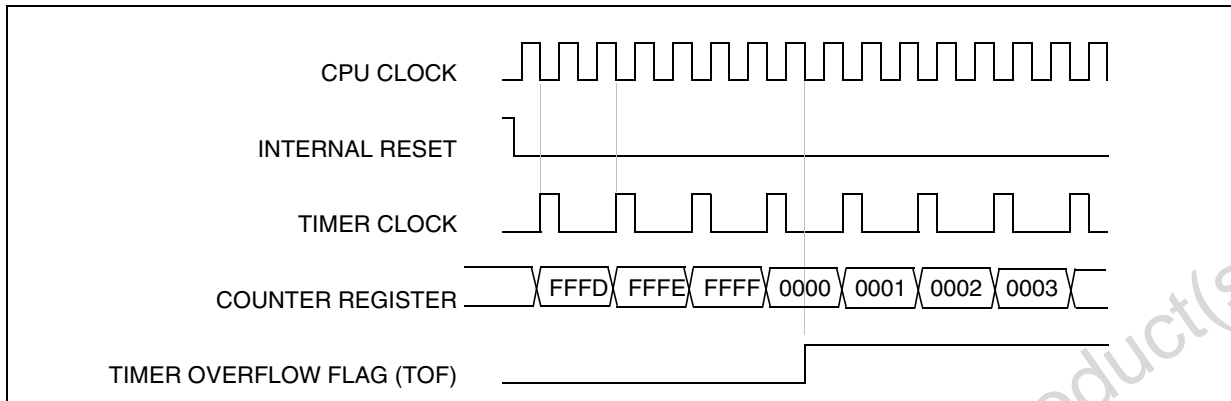 CPU CLOCK
INTERNAL RESET
TIMER CLOCK
COUNTER REGISTER
FFFD FFFE FFFF 0000 0001 0002 0003
TIMER OVERFLOW FLAG (TOF)